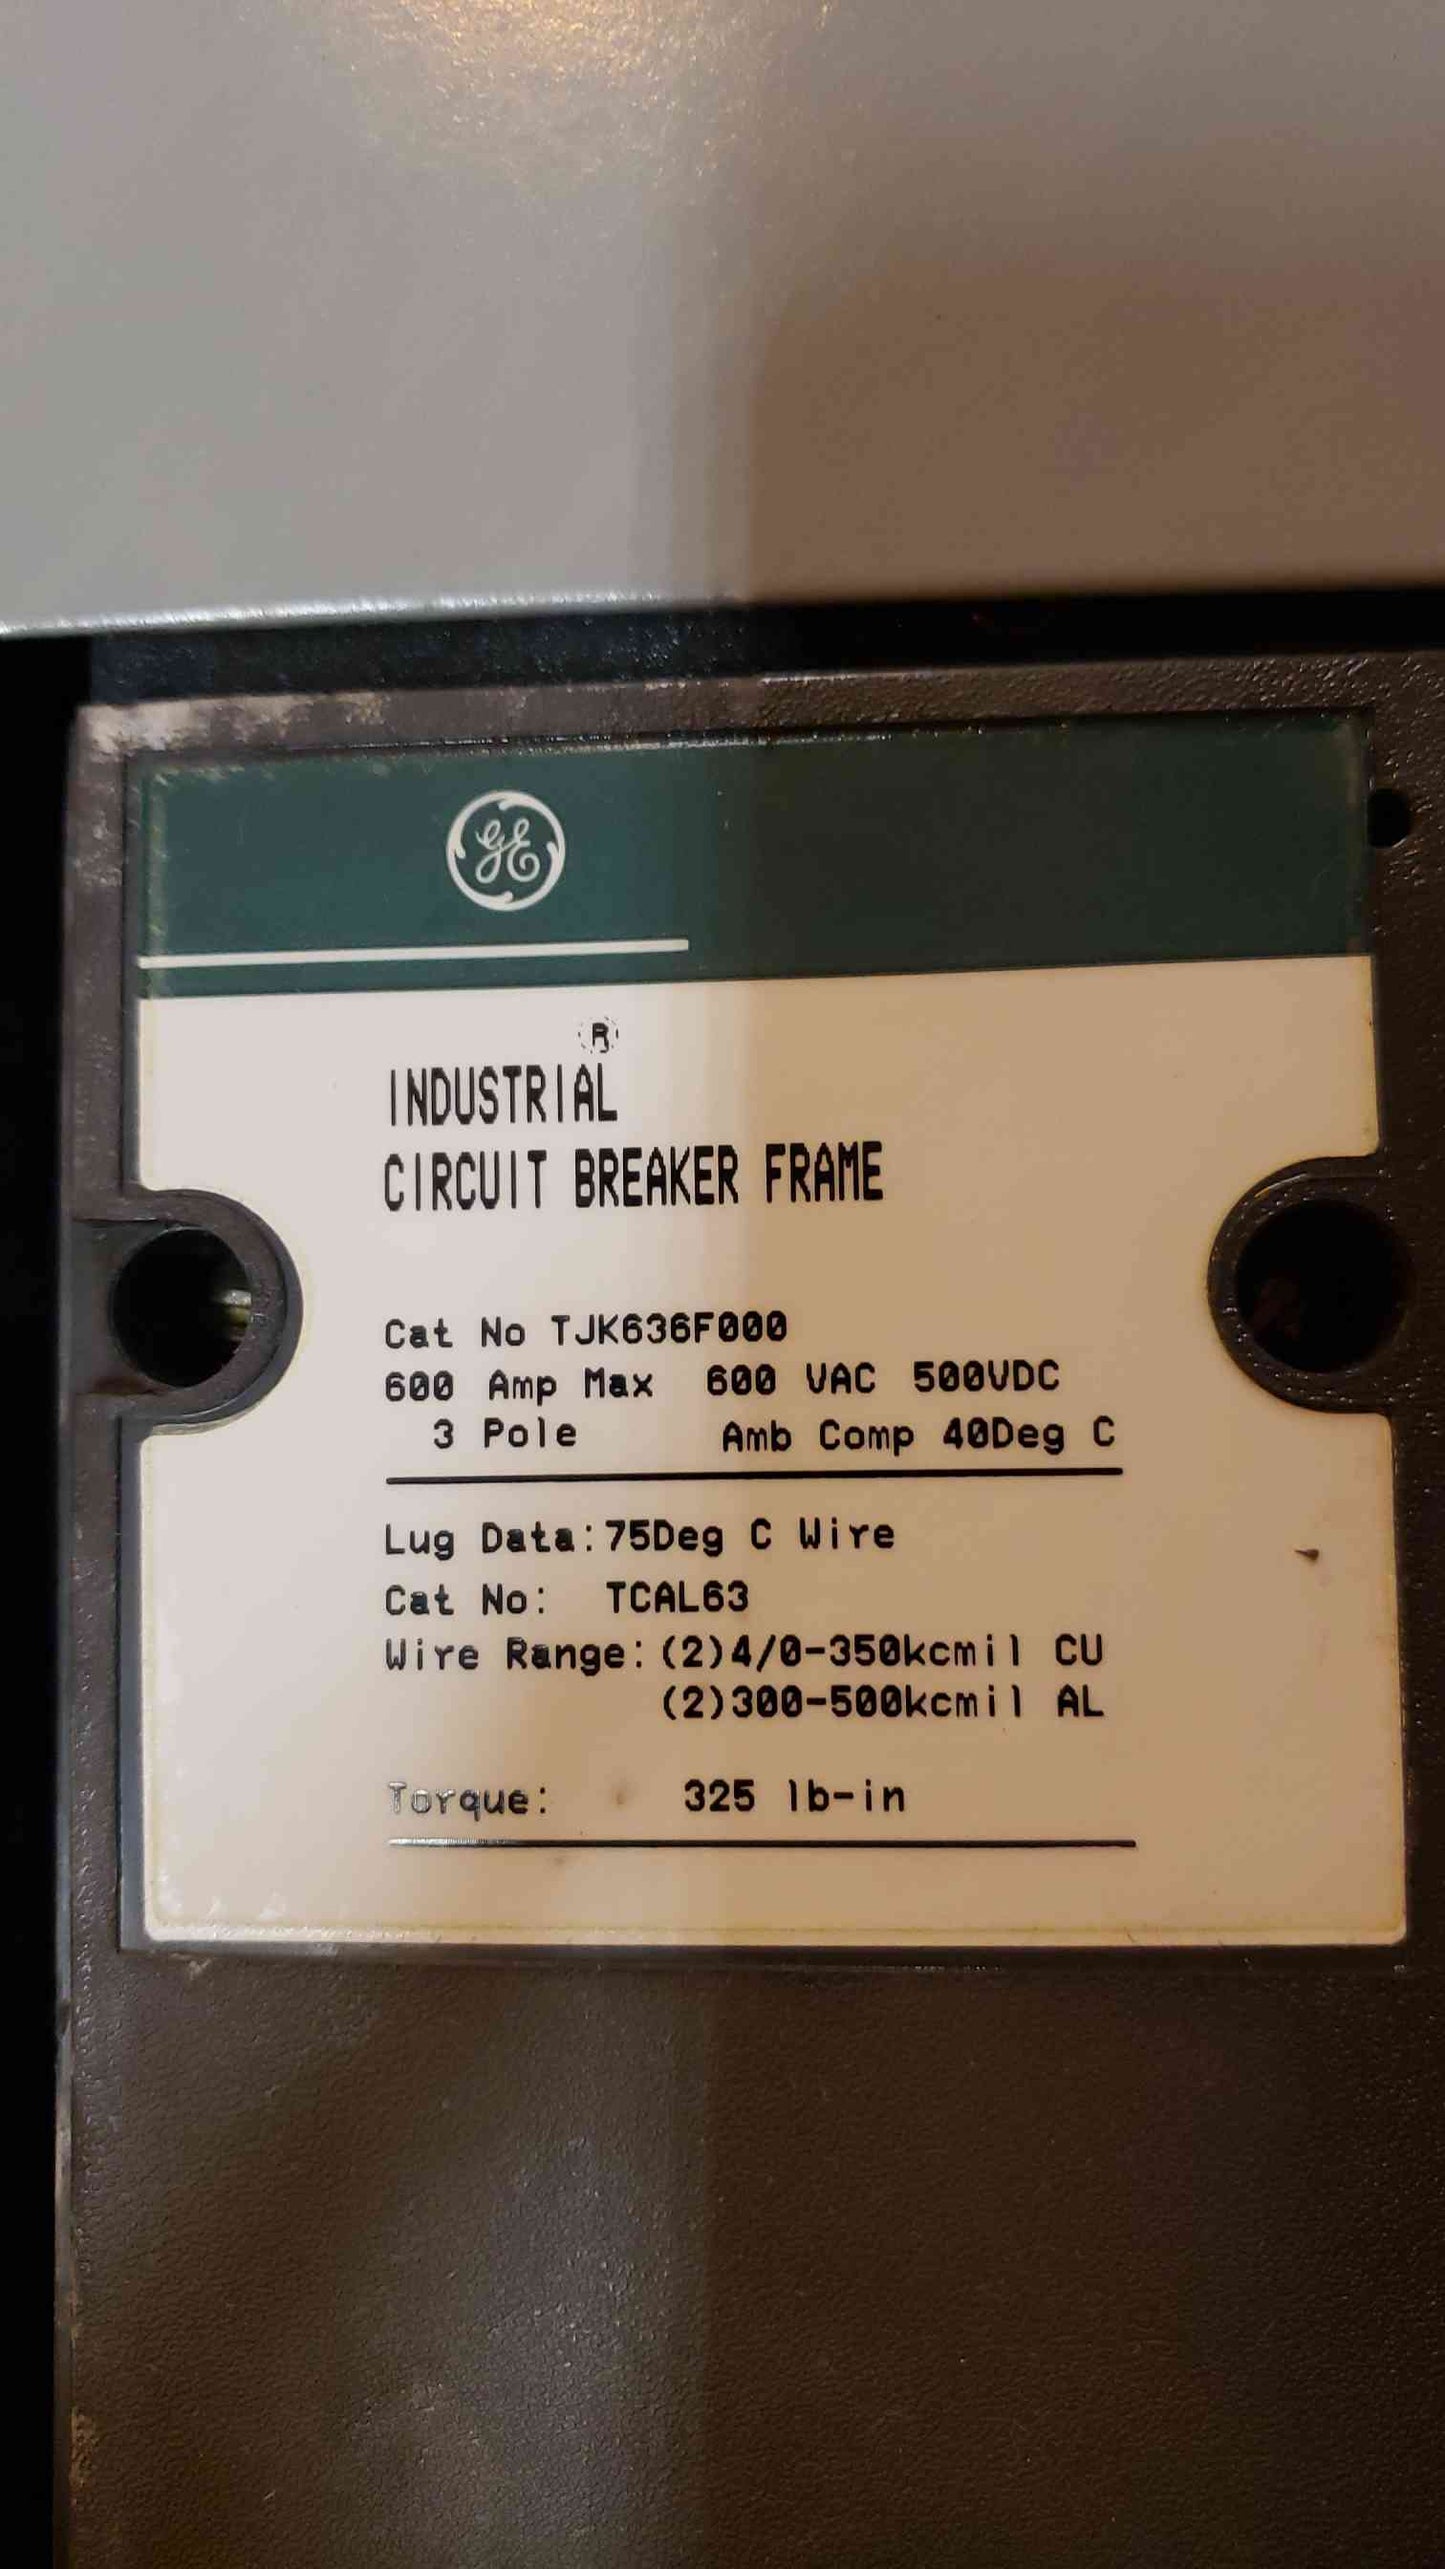 GE
®
INDUSTRIAL
CIRCUIT BREAKER FRAME
Cat No TJK636F000
600 Amp Max 600 VAC 500VDC
3 Pole Amb Comp 40Deg C
Lug Data:75Deg C Wire
Cat No: TCAL63
Wire Range:(2)4/0-350kcmil CU
(2)300-500kcmil AL
Torque: 325 lb-in